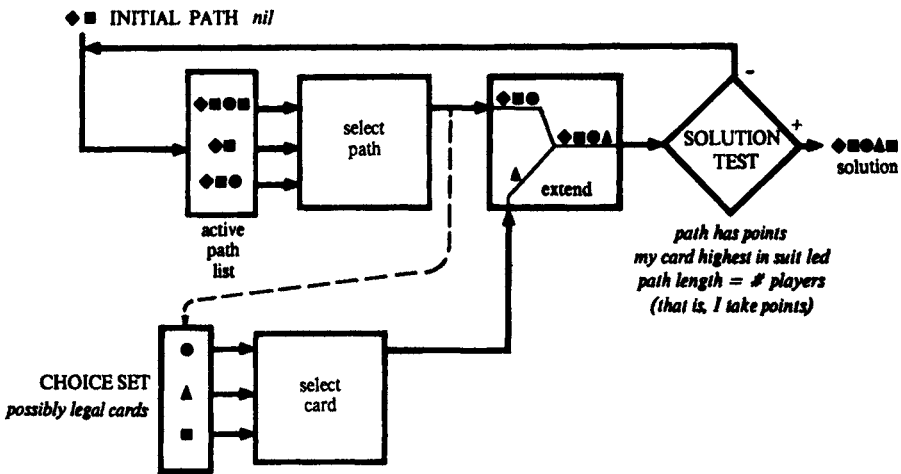 INITIAL PATH nil
select
path
extend
SOLUTION
TEST
-
+
solution
active
path
list
path has points
my card highest in suit led
path length = # players
(that is, I take points)
CHOICE SET
possibly legal cards
select
card